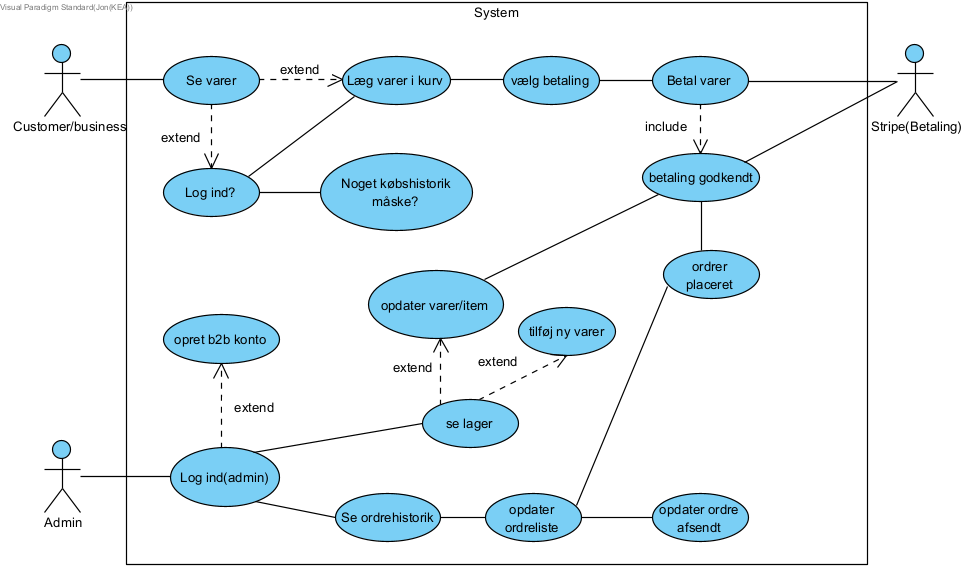 Visual Paradigm Standard(Jon(KEA))
System
Se varer
extend
Læg varer i kurv
vælg betaling
Betal varer
Customer/business
Stripe(Betaling)
extend
include
Log ind?
Noget købshistorik
måske?
betaling godkendt
ordrer
placeret
opdater varer/item
tilføj ny varer
opret b2b konto
extend
extend
extend
se lager
Log ind(admin)
Admin
Se ordrehistorik
opdater
ordreliste
opdater ordre
afsendt